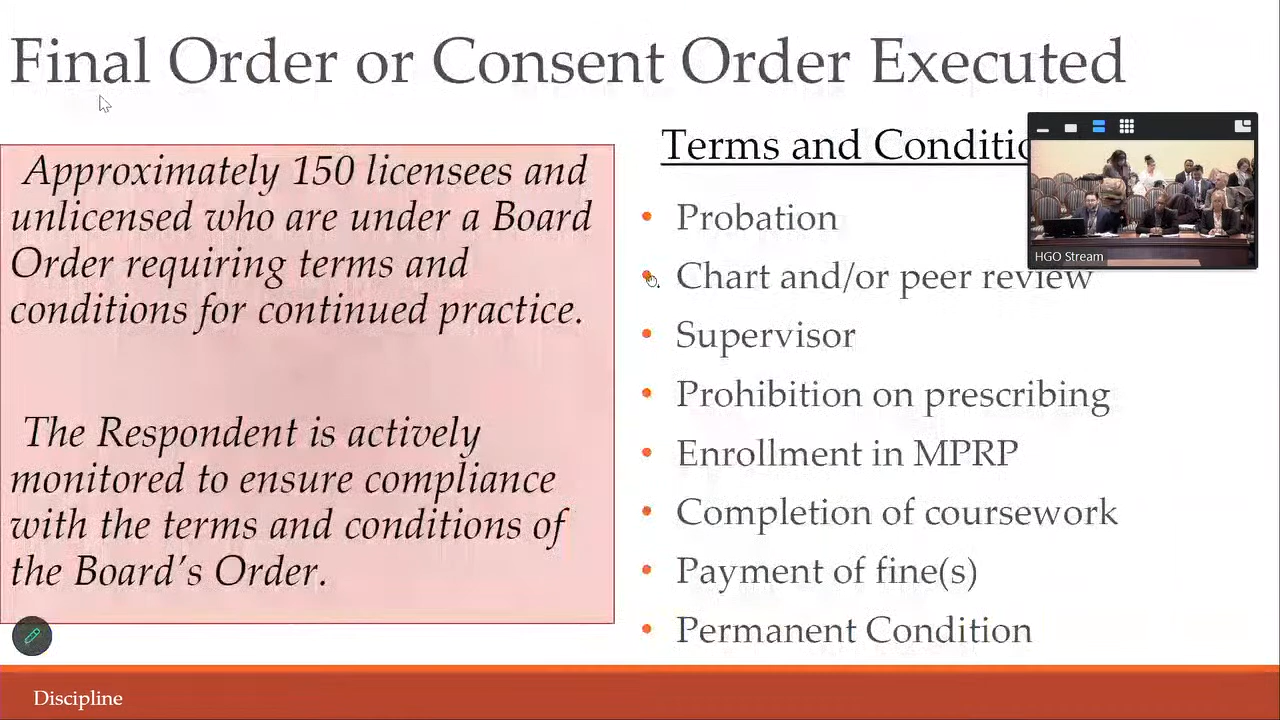 Final Order or Consent Order Executed
Approximately 150 licensees and
unlicensed who are under a Board
Order requiring terms and
conditions for continued practice.
The Respondent is actively
monitored to ensure compliance
with the terms and conditions of
the Board's Order.
Terms and Conditio
• Probation
• Chart and/or peer review
• Supervisor
• Prohibition on prescribing
• Enrollment in MPRP
• Completion of coursework
• Payment of fine(s)
• Permanent Condition
HGO Stream
Discipline